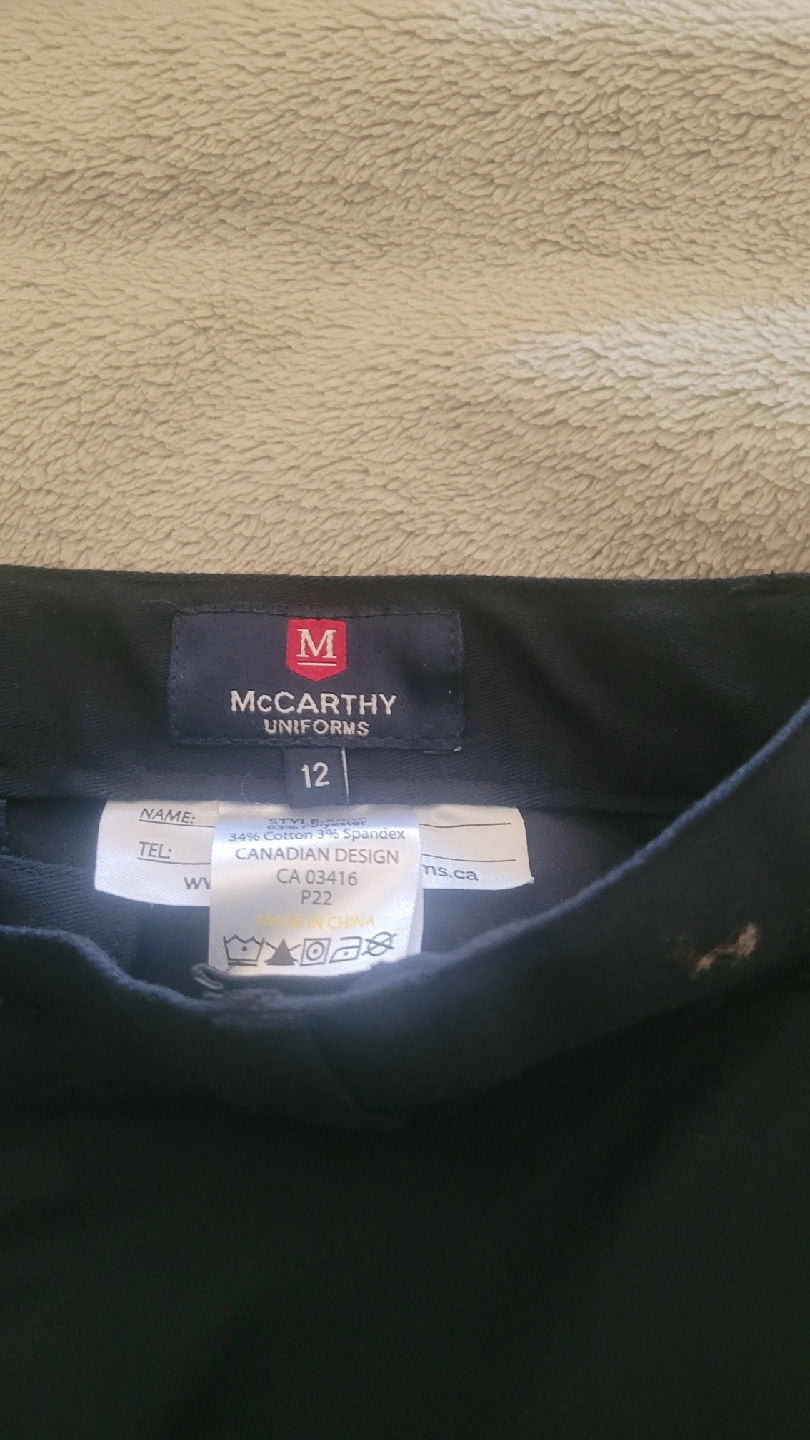 M
McCARTHY
UNIFORMS
12
NAME:
TEL:
34% Cotton 3% Spandex
CANADIAN DESIGN
CA 03416
P22
MADE IN CHINA